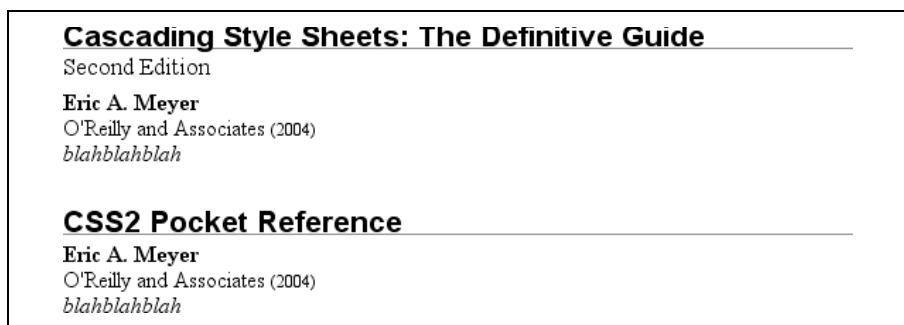 Cascading Style Sheets: The Definitive Guide
Second Edition
Eric A. Meyer
O'Reilly and Associates (2004)
blahblahblah
CSS2 Pocket Reference
Eric A. Meyer
O'Reilly and Associates (2004)
blahblahblah